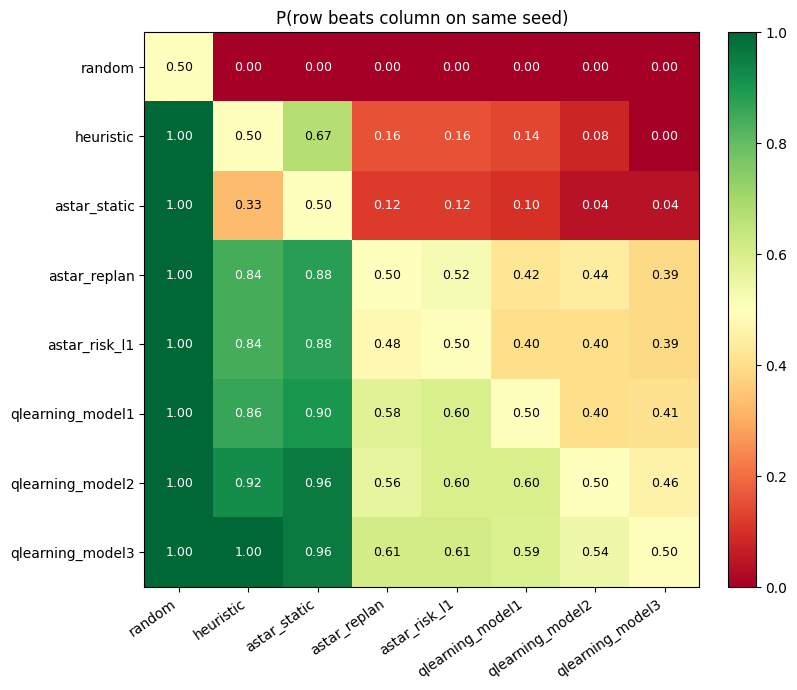 P(row beats column on same seed)
random 0.50 0.00 0.00 0.00 0.00 0.00 0.00 0.00
heuristic 1.00 0.50 0.67 0.16 0.16 0.14 0.08 0.00
astar_static 1.00 0.33 0.50 0.12 0.12 0.10 0.04 0.04
astar_replan 1.00 0.84 0.88 0.50 0.52 0.42 0.44 0.39
astar_risk_l1 1.00 0.84 0.88 0.48 0.50 0.40 0.40 0.39
qlearning_model1 1.00 0.86 0.90 0.58 0.60 0.50 0.40 0.41
qlearning_model2 1.00 0.92 0.96 0.56 0.60 0.60 0.50 0.46
qlearning_model3 1.00 1.00 0.96 0.61 0.61 0.59 0.54 0.50
random heuristic astar_static astar_replan astar_risk_l1 qlearning_model1 qlearning_model2 qlearning_model3
1.0
0.8
0.6
0.4
0.2
0.0